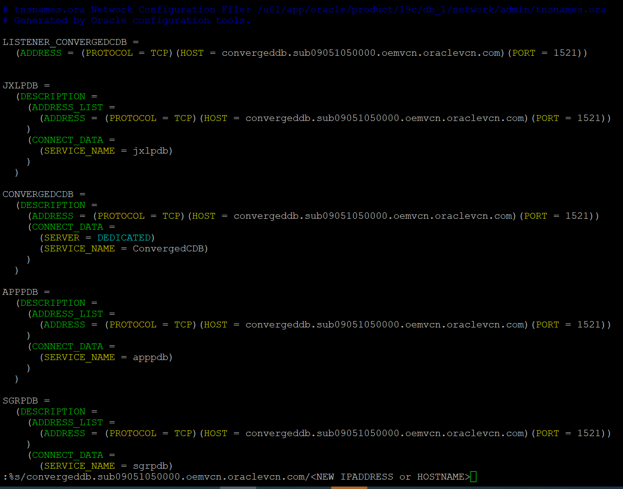 # tnsnames.ora Network Configuration File: /u01/app/oracle/product/19c/db_1/network/admin/tnsnames.ora
# Generated by Oracle configuration tools.
LISTENER_CONVERGEDCDB =
(ADDRESS = (PROTOCOL = TCP)(HOST = convergeddb.sub09051050000.oemvcn.oraclevcn.com)(PORT = 1521))
JXLPDB =
(DESCRIPTION =
(ADDRESS_LIST =
(ADDRESS = (PROTOCOL = TCP)(HOST = convergeddb.sub09051050000.oemvcn.oraclevcn.com)(PORT = 1521))
)
(CONNECT_DATA =
(SERVICE_NAME = jxlpdb)
)
)
CONVERGEDCDB =
(DESCRIPTION =
(ADDRESS = (PROTOCOL = TCP)(HOST = convergeddb.sub09051050000.oemvcn.oraclevcn.com)(PORT = 1521))
(CONNECT_DATA =
(SERVER = DEDICATED)
(SERVICE_NAME = ConvergedCDB)
)
)
APPPDB =
(DESCRIPTION =
(ADDRESS_LIST =
(ADDRESS = (PROTOCOL = TCP)(HOST = convergeddb.sub09051050000.oemvcn.oraclevcn.com)(PORT = 1521))
)
(CONNECT_DATA =
(SERVICE_NAME = apppdb)
)
)
SGRPDB =
(DESCRIPTION =
(ADDRESS_LIST =
(ADDRESS = (PROTOCOL = TCP)(HOST = convergeddb.sub09051050000.oemvcn.oraclevcn.com)(PORT = 1521))
)
(CONNECT_DATA =
(SERVICE_NAME = sgrpdb)
:%s/convergeddb.sub09051050000.oemvcn.oraclevcn.com/<NEW IPADDRESS or HOSTNAME>